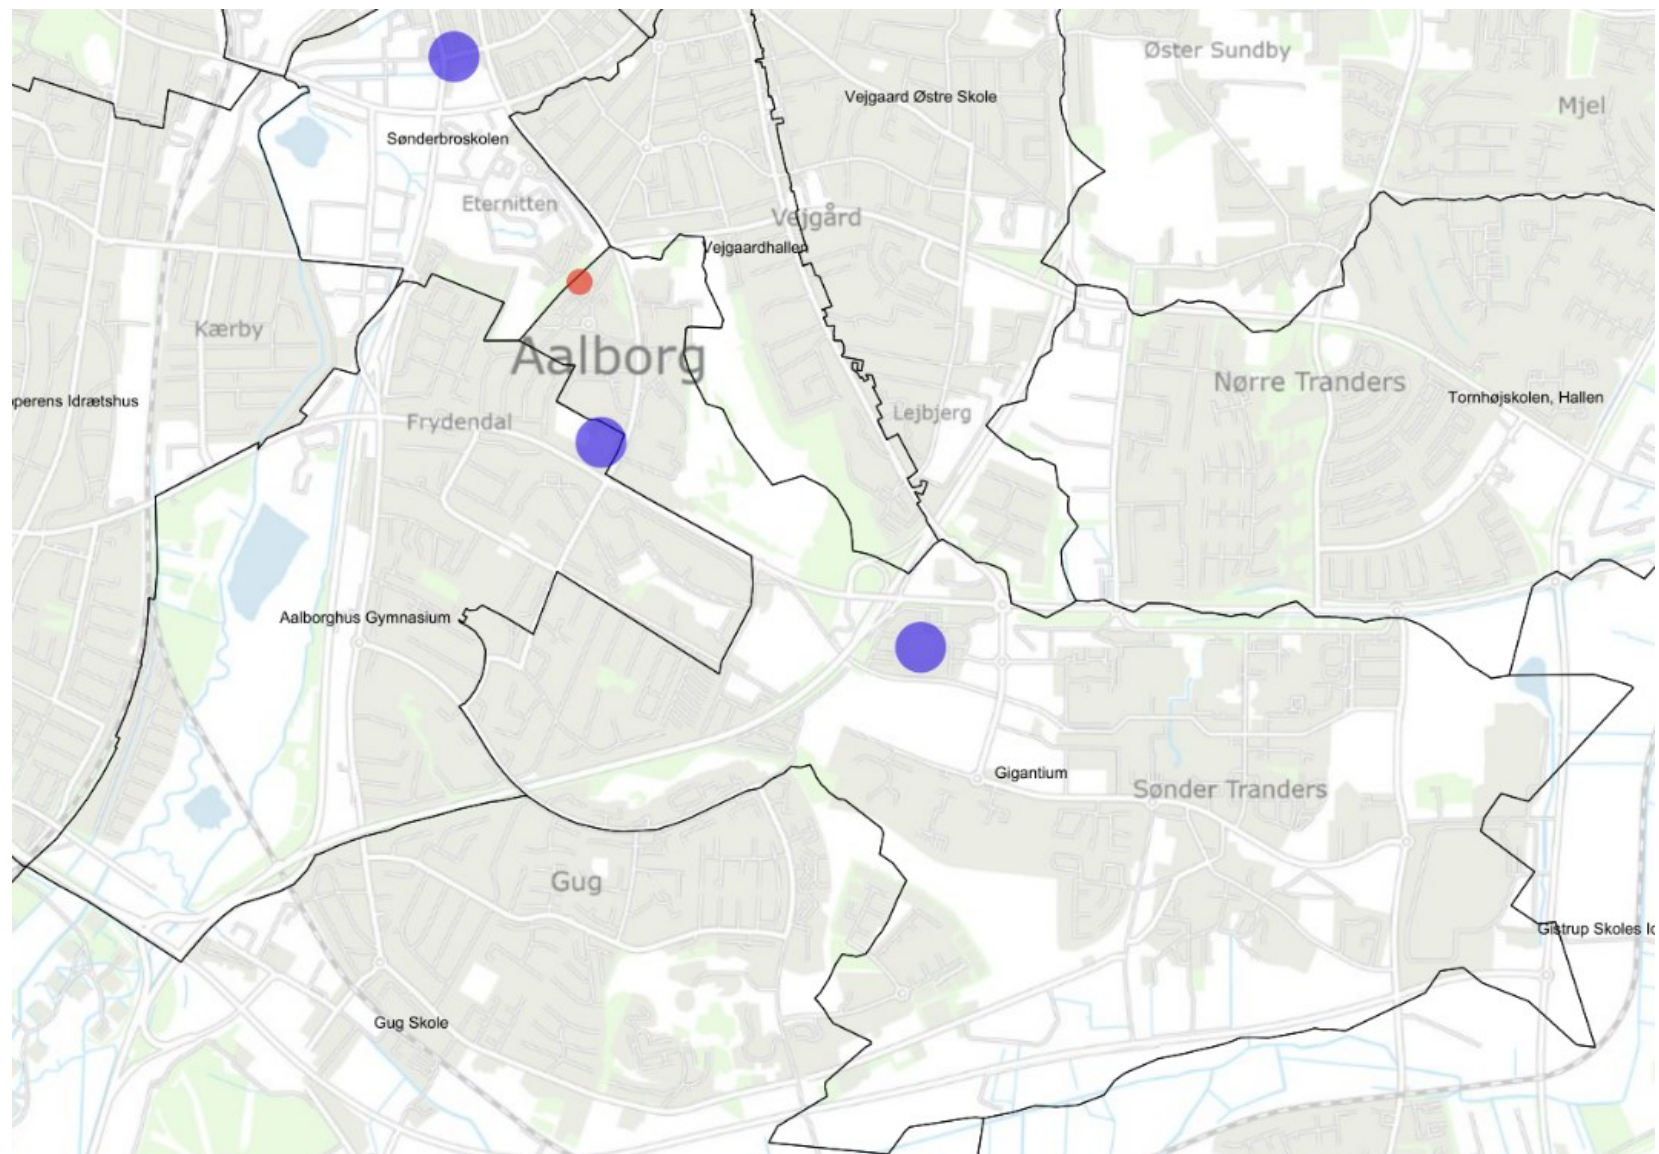 Øster Sundby
Vejgaard Østre Skole
Mjel
Sønderbroskolen
Eternitten
Vejgård
Vejgaardhallen
Kærby
Aalborg
Nørre Tranders
perens Idrætshus
Tornhøjskolen, Hallen
Lejbjerg
Frydendal
Aalborghus Gymnasium
Gigantium
Sønder Tranders
Gug
Gistrup Skoles Id
Gug Skole